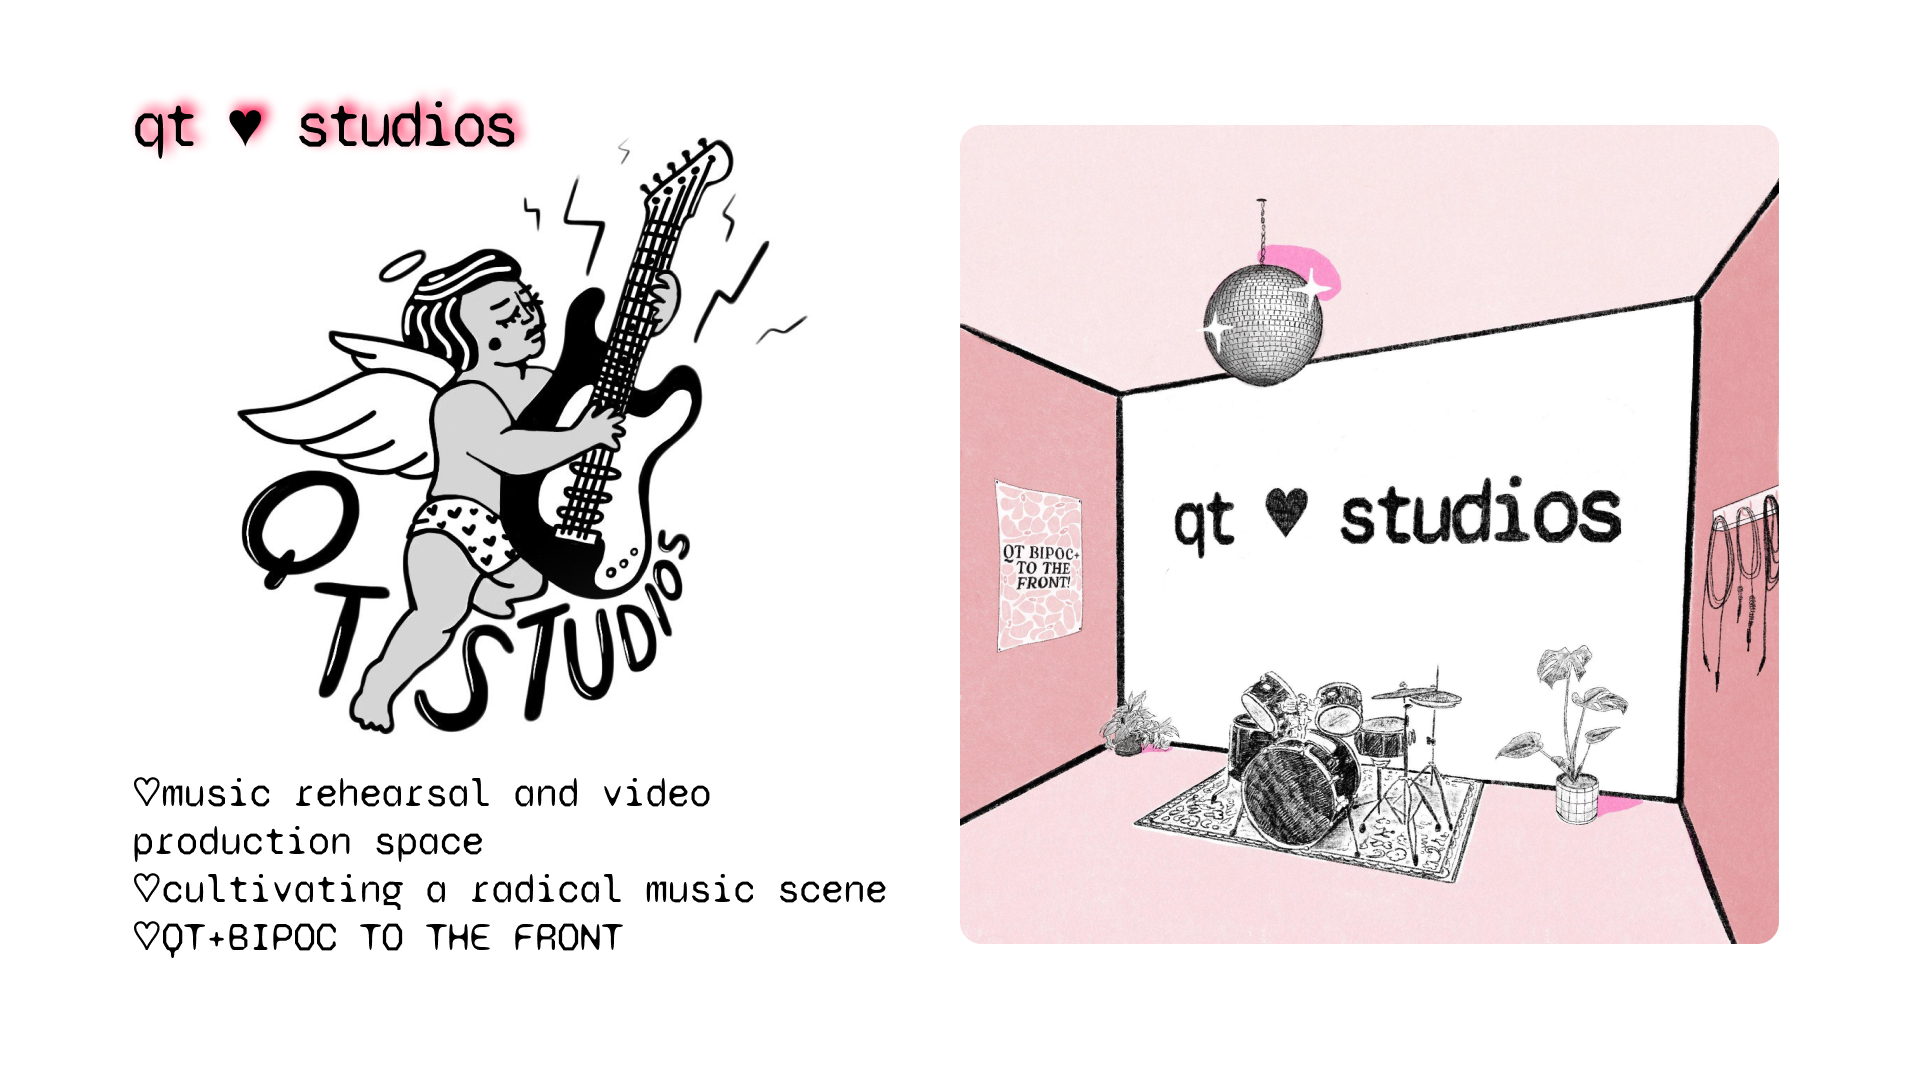 qt ♥ studios
QT STUDIOS
♡music rehearsal and video
production space
♡cultivating a radical music scene
♡QT+BIPOC TO THE FRONT
qt ♥ studios
QT BIPOC+
TO THE
FRONT!